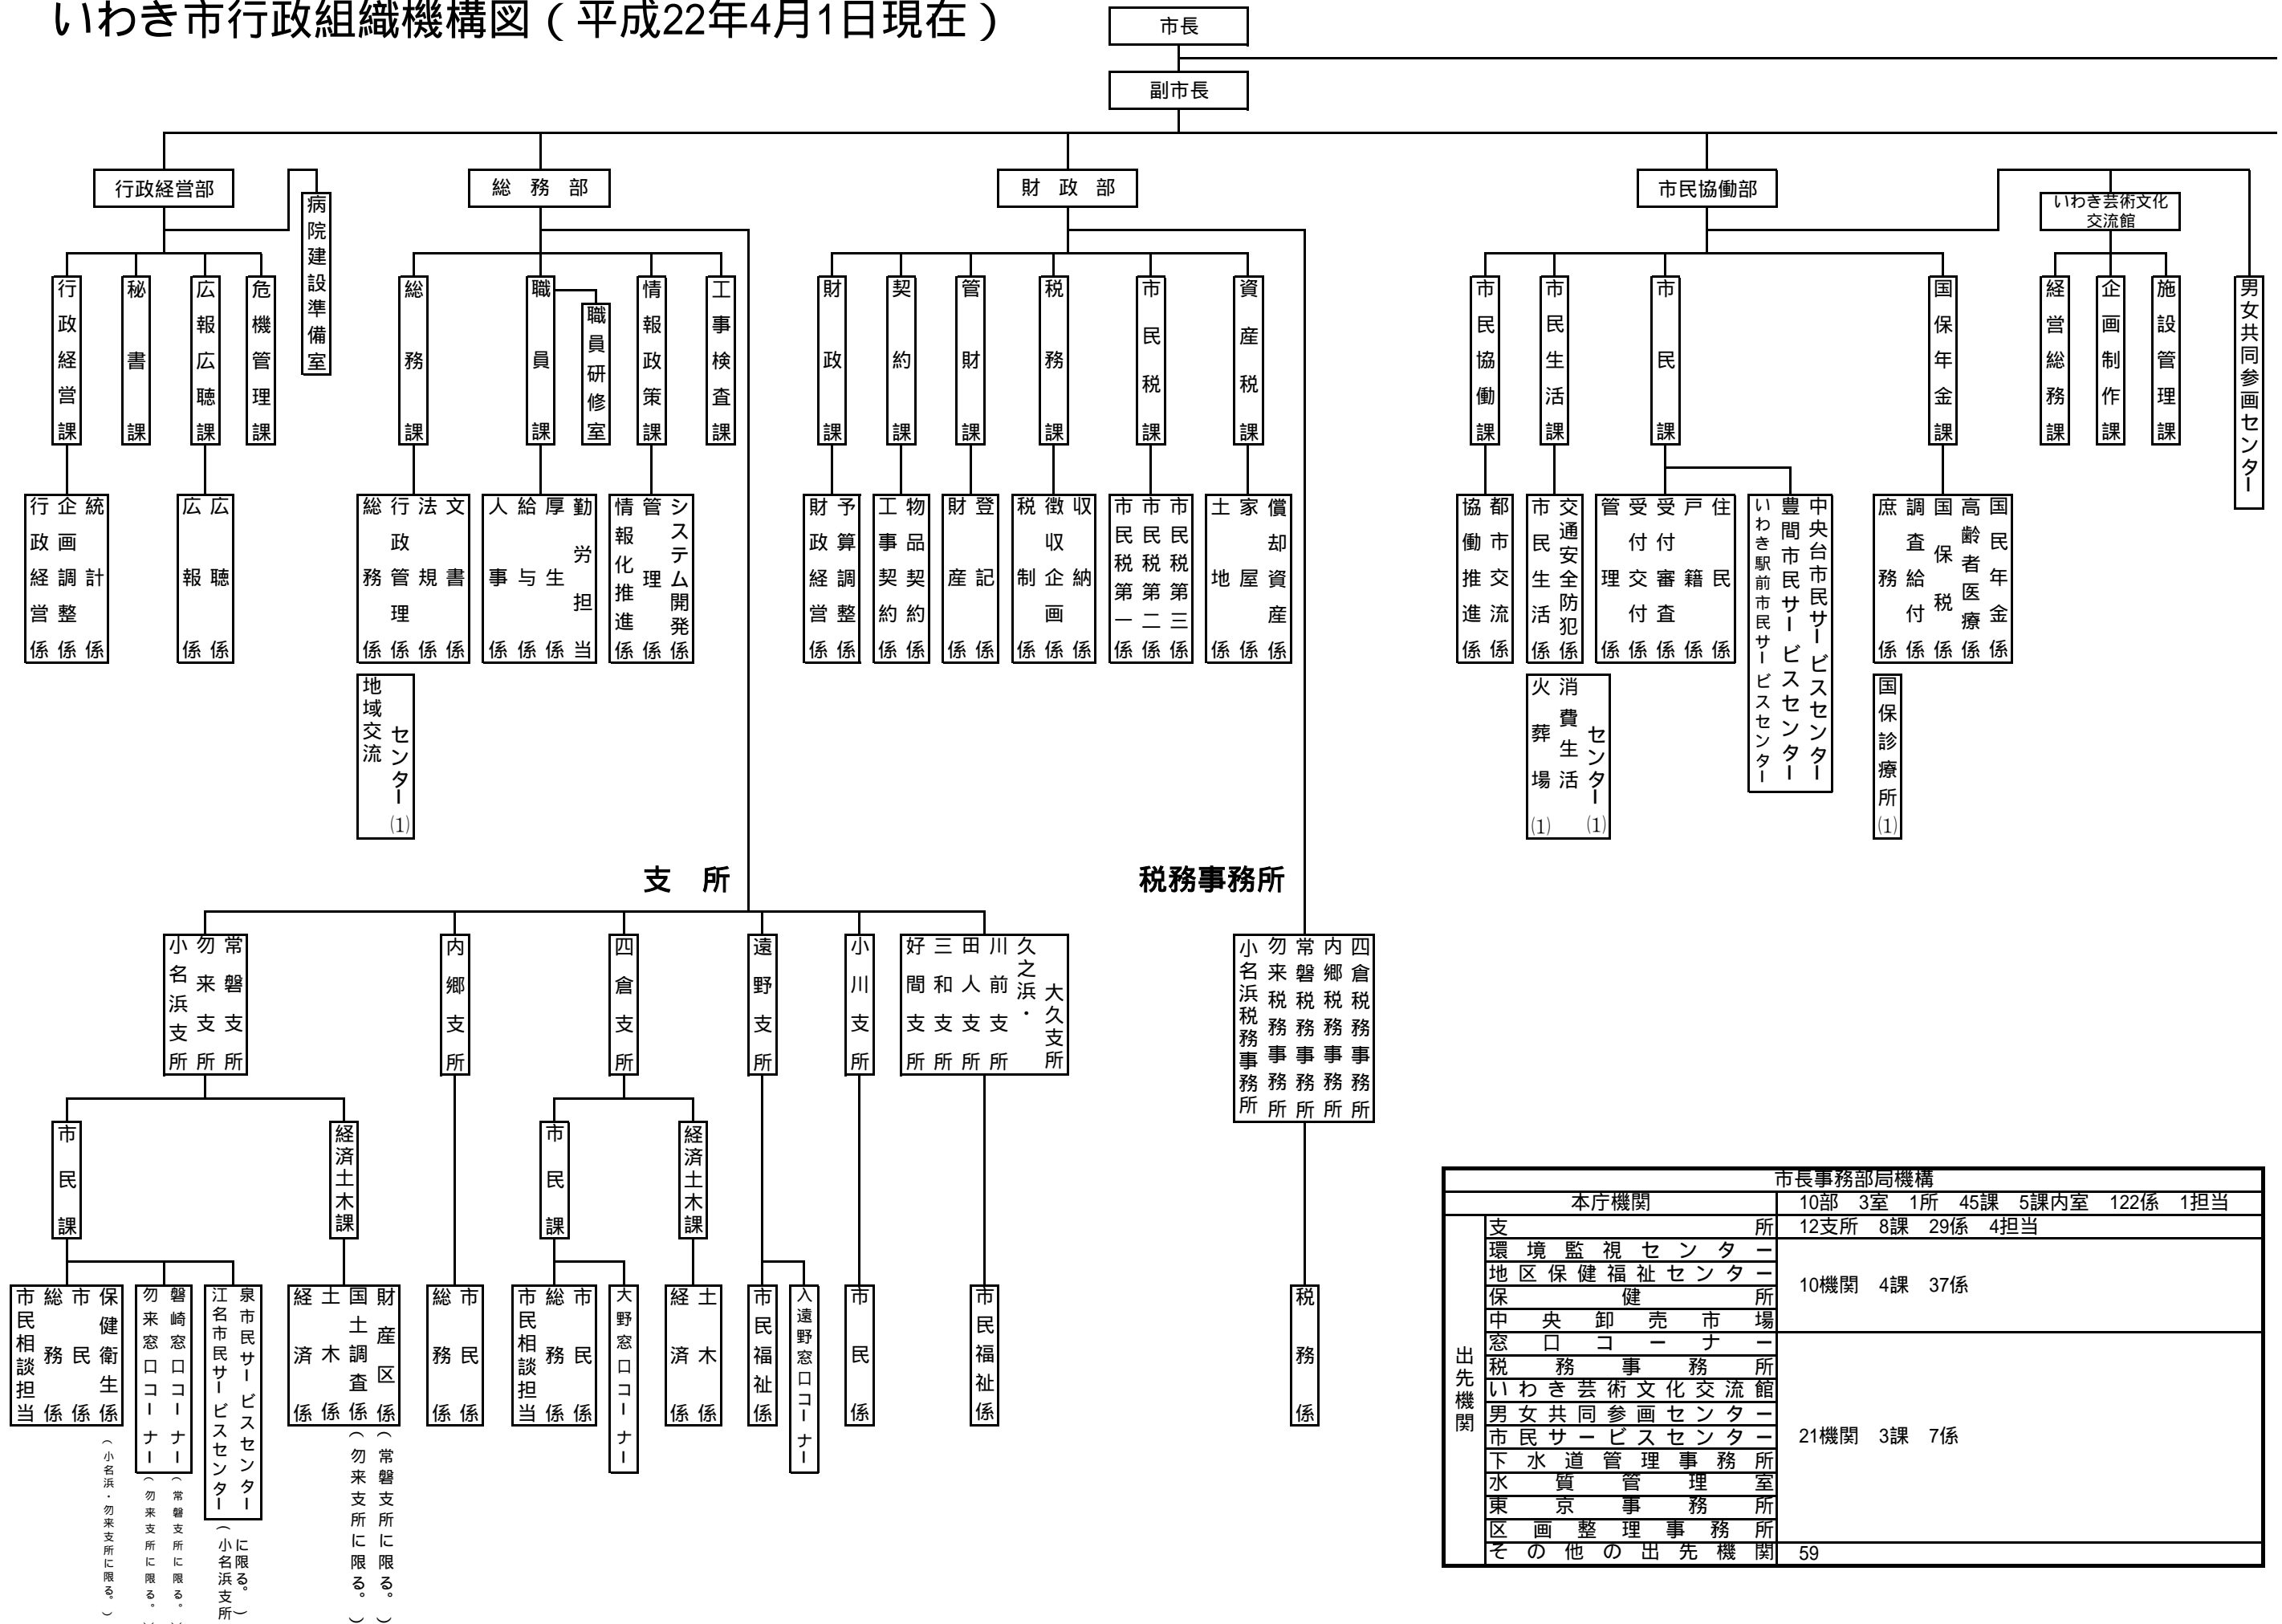 いわき市行政組織機構図（平成22年4月1日現在）
市長
副市長
行政経営部
病院建設準備室
総務部
財政部
市民協働部
いわき芸術文化
交流館
男女共同参画センター
行政経営課
秘書課
広報広聴課
危機管理課
総務課
職員課
職員研修室
情報政策課
工事検査課
財政課
契約課
管財課
税務課
市民税課
資産税課
市民協働課
市民生活課
市民課
国保年金課
経営総務課
企画制作課
施設管理課
行政経営係
企画調整係
統計係
広報係
広聴係
総務係
行政管理係
法規係
文書係
人事係
給与係
厚生係
勤労担当
情報化推進係
管理係
システム開発係
財政経営係
予算調整係
工事契約係
物品契約係
財産係
登記係
税制係
徴収企画係
収納係
市民税第一係
市民税第二係
市民税第三係
土地係
家屋係
償却資産係
協働推進係
都市交流係
市民生活係
交通安全防犯係
管理係
受付交付係
受付審査係
戸籍係
住民係
いわき駅前市民サービスセンター
豊間市民サービスセンター
中央台市民サービスセンター
庶務係
調査給付係
国保税係
高齢者医療係
国民年金係
地域交流
センター(1)
火葬場(1)
消費生活
センター(1)
国保診療所(1)
支所
税務事務所
小名浜支所
勿来支所
常磐支所
内郷支所
四倉支所
遠野支所
小川支所
好間支所
三和支所
田人支所
川前支所
久之浜・
大久支所
小名浜税務事務所
勿来税務事務所
常磐税務事務所
内郷税務事務所
四倉税務事務所
市民課
経済土木課
市民課
経済土木課
市民相談担当
総務係
市民係
保健衛生係
（小名浜・勿来支所に限る。）
勿来窓口コーナー
（勿来支所に限る。）
磐崎窓口コーナー
（常磐支所に限る。）
江名市民サービスセンター
泉市民サービスセンター
（小名浜支所
に限る。）
経済係
土木係
国土調査係
（勿来支所に限る。）
財産区係
（常磐支所に限る。）
総務係
市民係
市民相談担当
総務係
市民係
大野窓口コーナー
経済係
土木係
市民福祉係
入遠野窓口コーナー
市民係
市民福祉係
税務係
市長事務部局機構
本庁機関 10部 3室 1所 45課 5課内室 122係 1担当
出先機関
支所 12支所 8課 29係 4担当
環境監視センター
地区保健福祉センター
10機関 4課 37係
保健所
中央卸売市場
窓口コーナー
税務事務所
いわき芸術文化交流館
男女共同参画センター
市民サービスセンター
21機関 3課 7係
下水道管理事務所
水質管理室
東京事務所
区画整理事務所
その他の出先機関 59